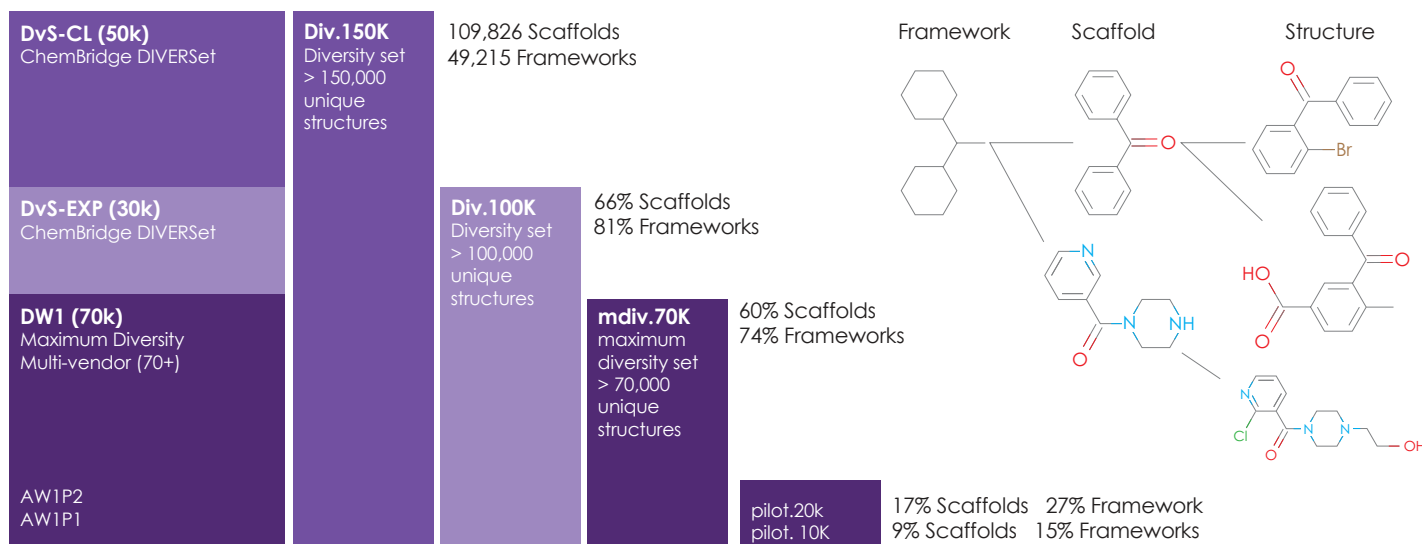 DvS-CL (50k)
ChemBridge DIVERSet
DvS-EXP (30k)
ChemBridge DIVERSet
DW1 (70k)
Maximum Diversity
Multi-vendor (70+)
AW1P2
AW1P1
Div.150K
Diversity set
> 150,000
unique
structures
109,826 Scaffolds
49,215 Frameworks
Div.100K
Diversity set
> 100,000
unique
structures
66% Scaffolds
81% Frameworks
mdiv.70K
maximum
diversity set
> 70,000
unique
structures
60% Scaffolds
74% Frameworks
pilot.20k
pilot. 10K
17% Scaffolds 27% Framework
9% Scaffolds 15% Frameworks
Framework Scaffold Structure
O
O
Br
N
N
NH
O
O
HO
O
N
Cl
O
N
N
OH